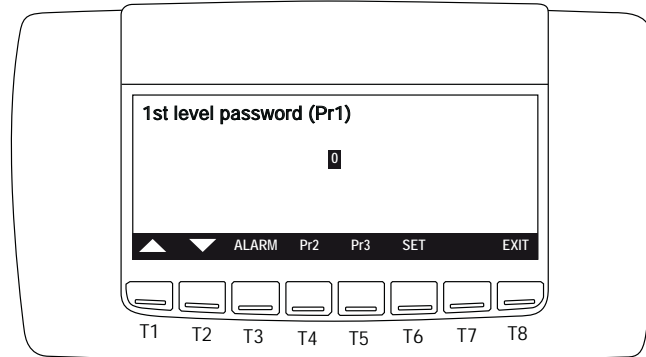 1st level password (Pr1)
0
ALARM Pr2 Pr3 SET EXIT
T1 T2 T3 T4 T5 T6 T7 T8